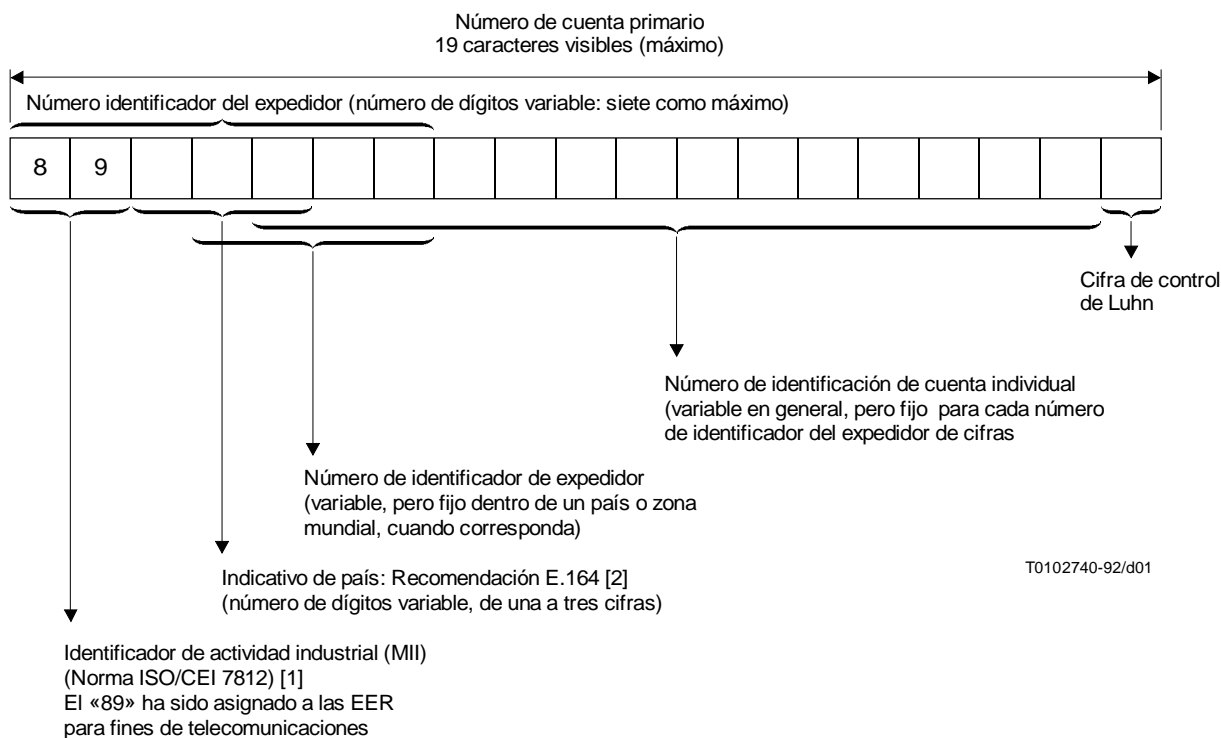 Número de cuenta primario
19 caracteres visibles (máximo)
Número identificador del expedidor (número de dígitos variable: siete como máximo)
8 9
Cifra de control
de Luhn
Número de identificación de cuenta individual
(variable en general, pero fijo para cada número
de identificador del expedidor de cifras
Número de identificador de expedidor
(variable, pero fijo dentro de un país o zona
mundial, cuando corresponda)
T0102740-92/d01
Indicativo de país: Recomendación E.164 [2]
(número de dígitos variable, de una a tres cifras)
Identificador de actividad industrial (MII)
(Norma ISO/CEI 7812) [1]
El «89» ha sido asignado a las EER
para fines de telecomunicaciones